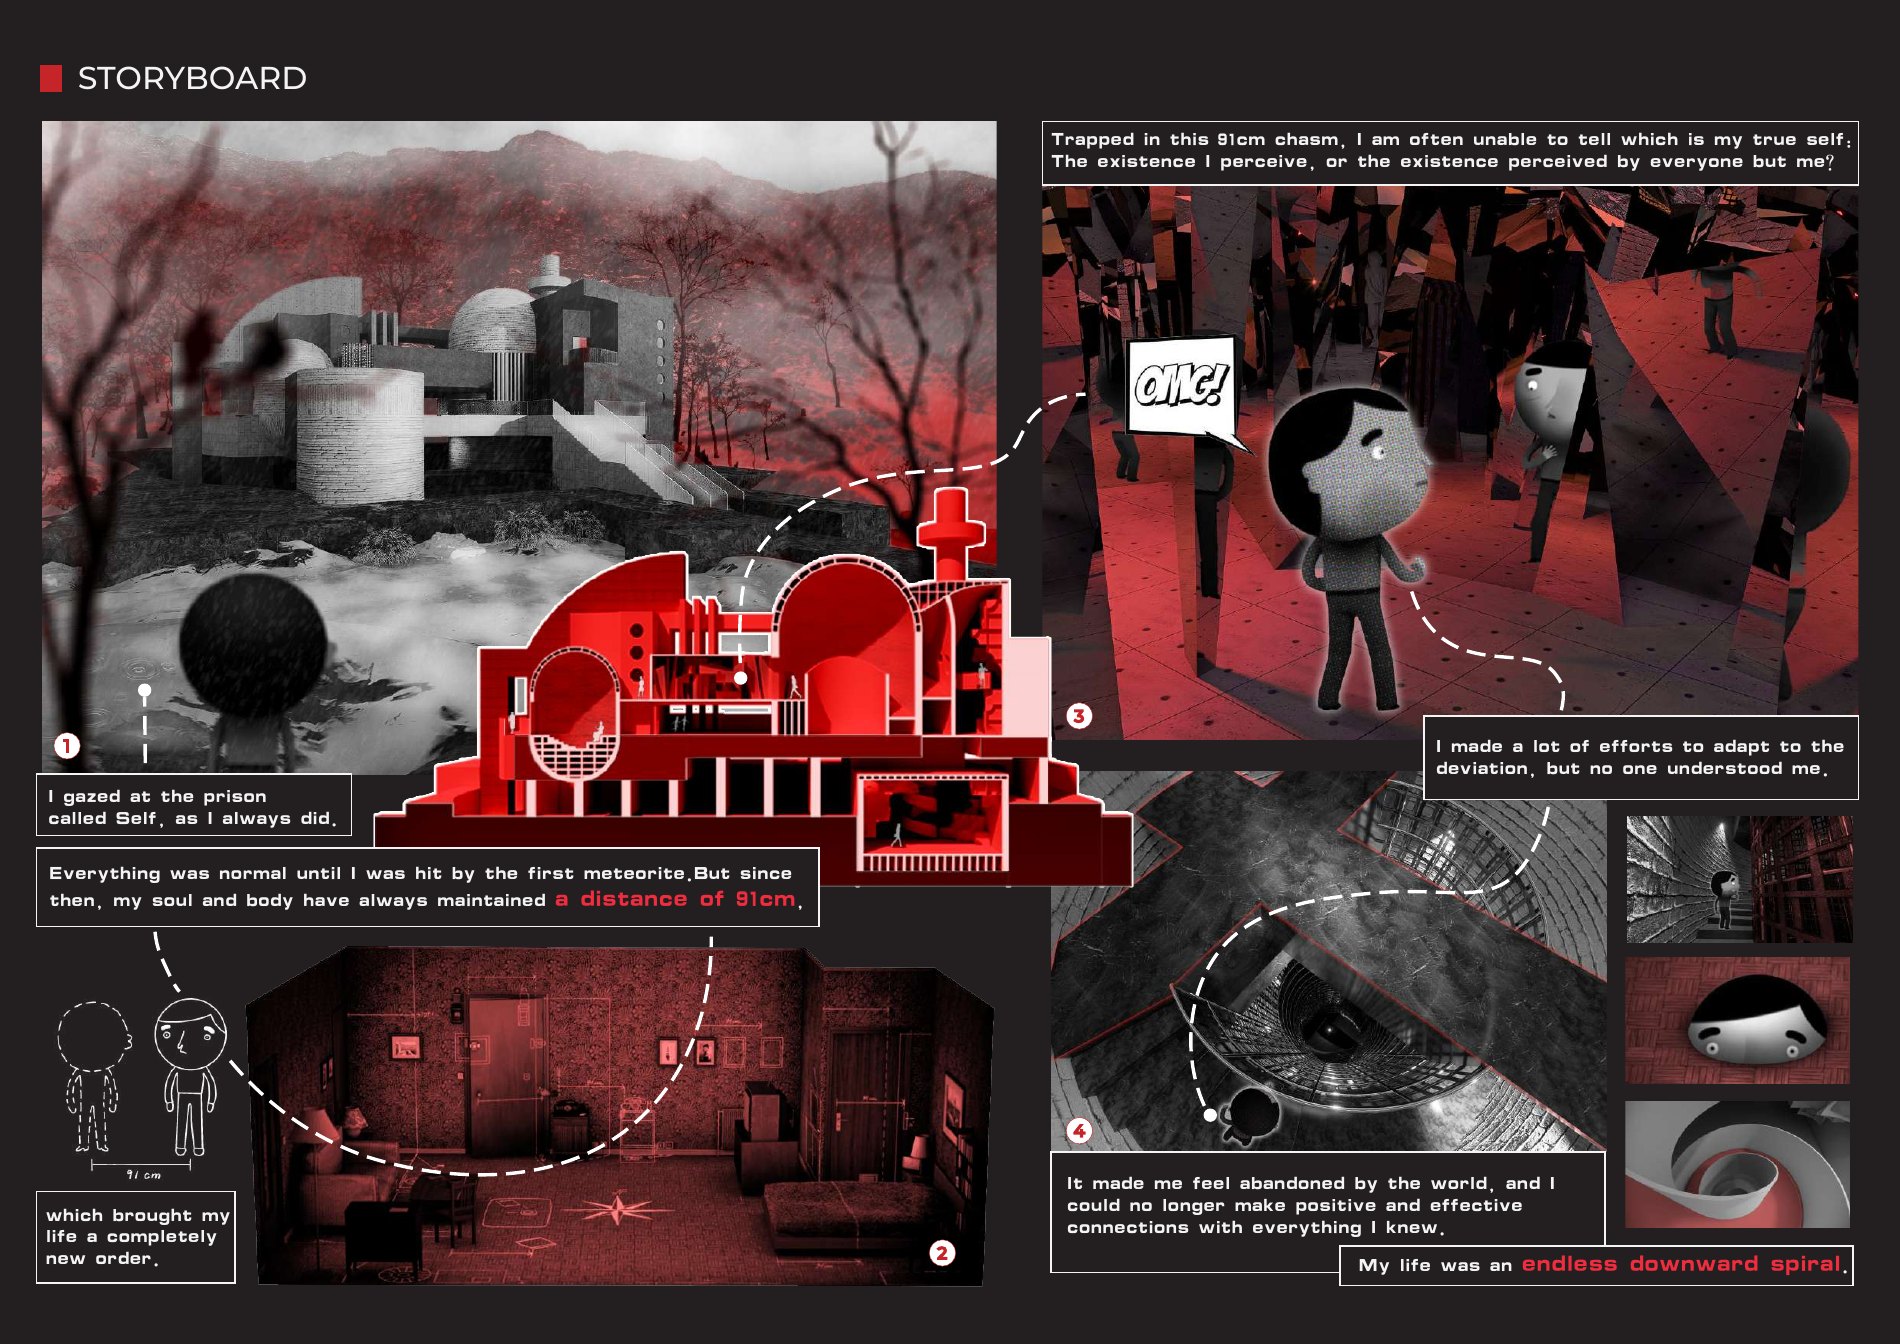 STORYBOARD
1
I gazed at the prison
called Self, as I always did.
Everything was normal until I was hit by the first meteorite.But since
then, my soul and body have always maintained a distance of 91cm,
91 cm
which brought my
life a completely
new order.
2
Trapped in this 91cm chasm, I am often unable to tell which is my true self:
The existence I perceive, or the existence perceived by everyone but me?
OMG!
3
I made a lot of efforts to adapt to the
deviation, but no one understood me.
4
It made me feel abandoned by the world, and I
could no longer make positive and effective
connections with everything I knew.
My life was an endless downward spiral.